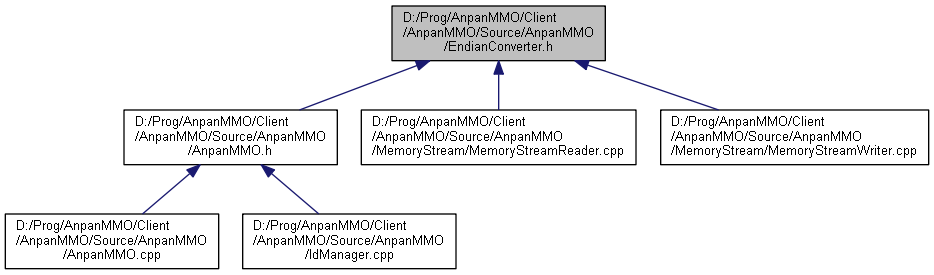 D:/Prog/AnpanMMO/Client
/AnpanMMO/Source/AnpanMMO
/EndianConverter.h
D:/Prog/AnpanMMO/Client
/AnpanMMO/Source/AnpanMMO
/AnpanMMO.h
D:/Prog/AnpanMMO/Client
/AnpanMMO/Source/AnpanMMO
/MemoryStream/MemoryStreamReader.cpp
D:/Prog/AnpanMMO/Client
/AnpanMMO/Source/AnpanMMO
/MemoryStream/MemoryStreamWriter.cpp
D:/Prog/AnpanMMO/Client
/AnpanMMO/Source/AnpanMMO
/AnpanMMO.cpp
D:/Prog/AnpanMMO/Client
/AnpanMMO/Source/AnpanMMO
/IdManager.cpp